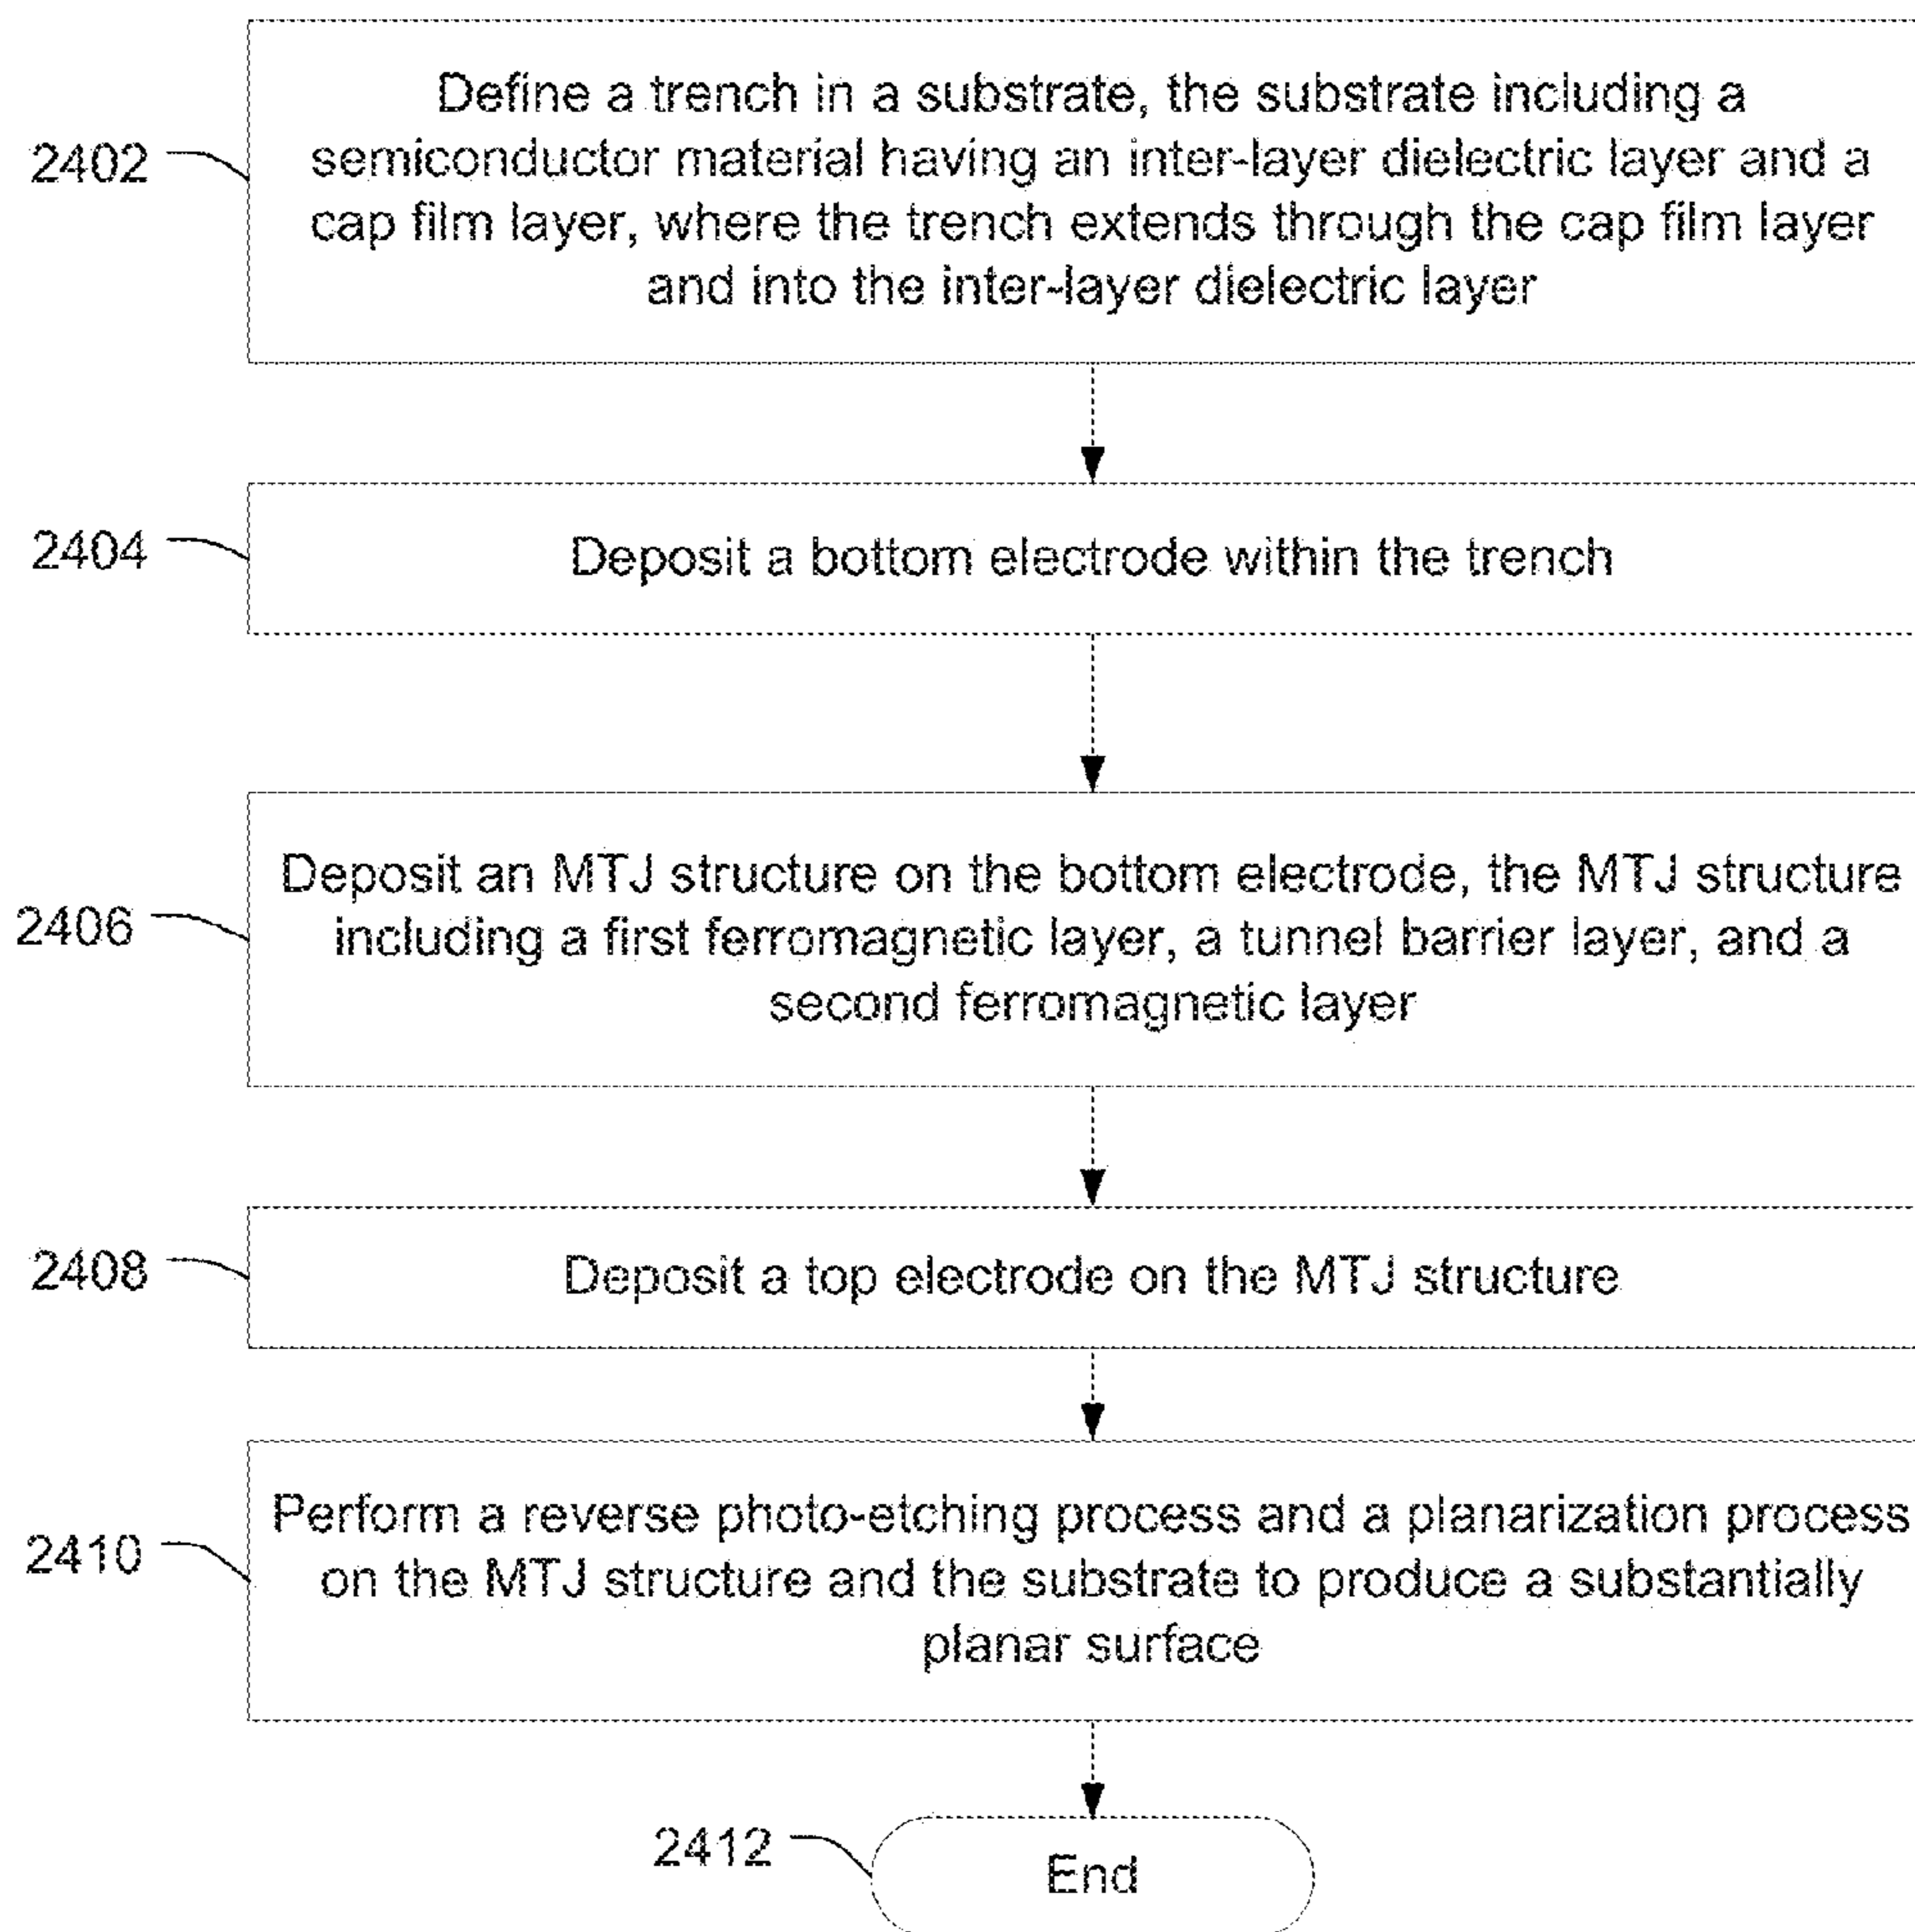 2402
Define a trench in a substrate, the substrate including a
semiconductor material having an inter-layer dielectric layer and a
cap film layer, where the trench extends through the cap film layer
and into the inter-layer dielectric layer
2404
Deposit a bottom electrode within the trench
2406
Deposit an MTJ structure on the bottom electrode, the MTJ structure
including a first ferromagnetic layer, a tunnel barrier layer, and a
second ferromagnetic layer
2408
Deposit a top electrode on the MTJ structure
2410
Perform a reverse photo-etching process and a planarization process
on the MTJ structure and the substrate to produce a substantially
planar surface
2412
End